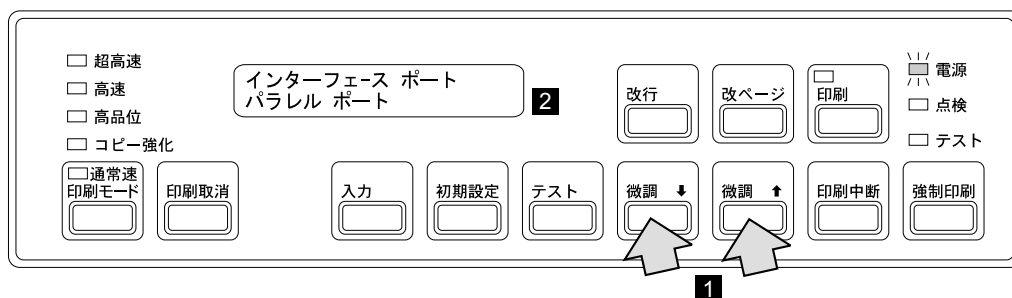 超高速
高速
高品位
コピー強化
通常速
印刷モード
印刷取消
インターフェース ポート
パラレル ポート
2
入力
初期設定
テスト
改行
改ページ
印刷
微調 ⬇
微調 ⬆
印刷中断
強制印刷
電源
点検
テスト
1